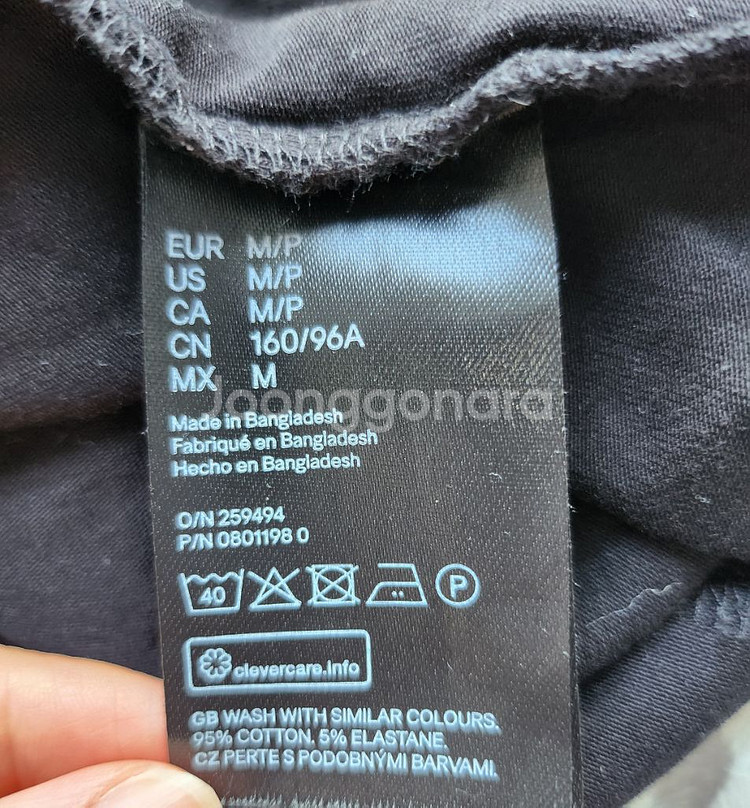 EUR M/P
US M/P
CA M/P
CN 160/96A
MX M
Joonggonara
Made in Bangladesh
Fabriqué en Bangladesh
Hecho en Bangladesh
O/N 259494
P/N 0801198 0
40
P
clevercare.info
GB WASH WITH SIMILAR COLOURS.
95% COTTON, 5% ELASTANE.
CZ PERTE S PODOBNÝMI BARVAMI.